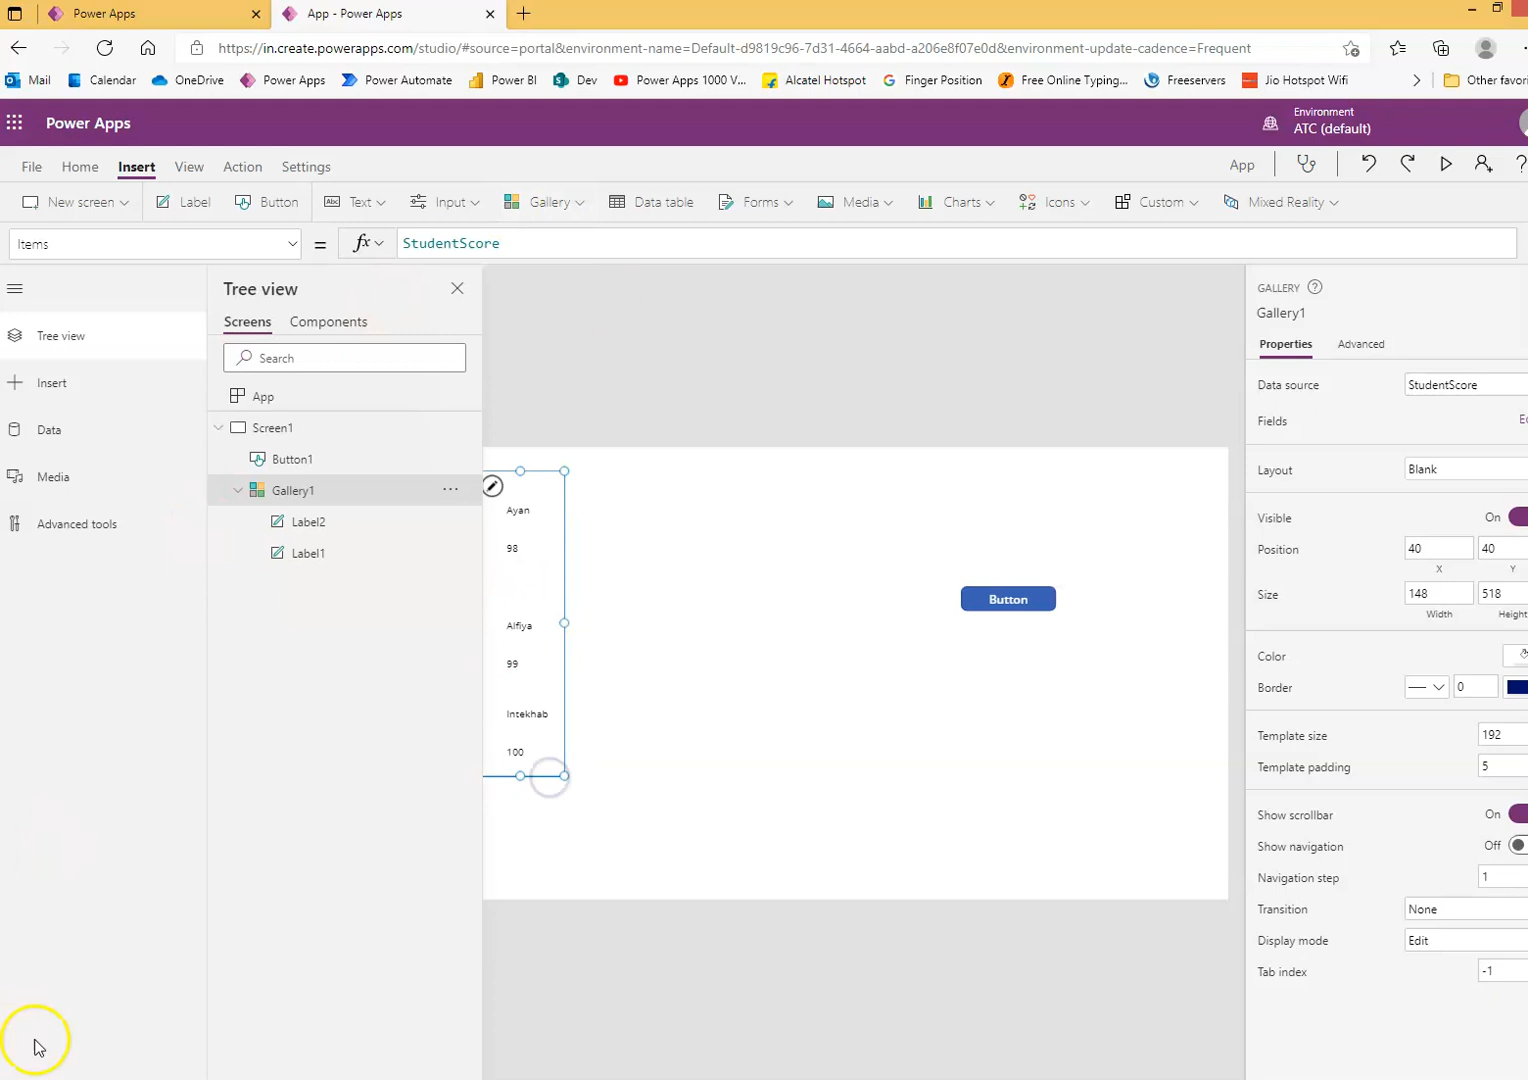 Power Apps
App - Power Apps
https://in.create.powerapps.com/studio/#source=portal&environment-name=Default-d9819c96-7d31-4664-aabd-a206e8f07e0d&environment-update-cadence=Frequent
Mail Calendar OneDrive Power Apps Power Automate Power BI Dev Power Apps 1000 V... Alcatel Hotspot Finger Position Free Online Typing... Freeservers Jio Hotspot Wifi Other favori
Power Apps
Environment
ATC (default)
File Home Insert View Action Settings App
New screen Label Button Abc Text Input Gallery Data table Forms Media Charts Icons Custom Mixed Reality
Items = fx StudentScore
Tree view
Insert
Data
Media
Advanced tools
Tree view
Screens Components
Search
App
Screen1
Button1
Gallery1 ...
Label2
Label1
Ayan
98
Alfiya
99
Intekhab
100
Button
GALLERY ?
Gallery1
Properties Advanced
Data source StudentScore
Fields
Layout Blank
Visible On
Position 40 40
X Y
Size 148 518
Width Height
Color
Border 0
Template size 192
Template padding 5
Show scrollbar On
Show navigation Off
Navigation step 1
Transition None
Display mode Edit
Tab index -1